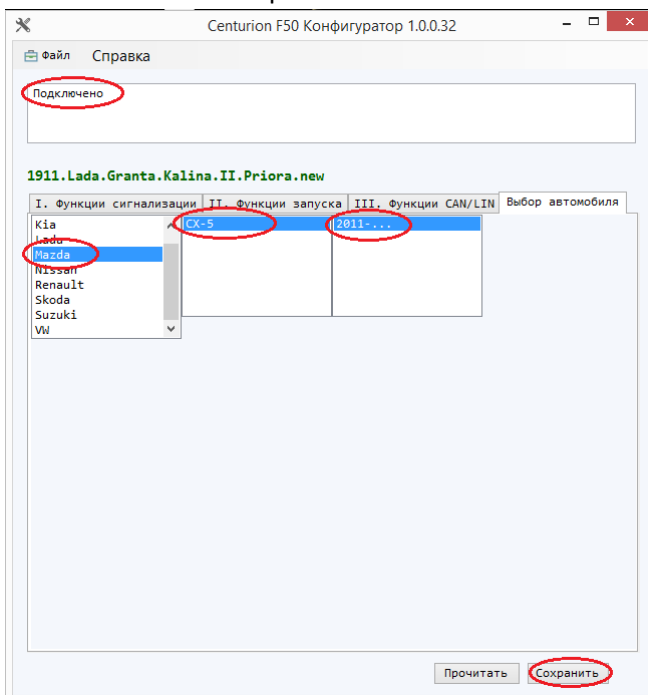 Centurion F50 Конфигуратор 1.0.0.32
Файл Справка
Подключено
1911.Lada.Granta.Kalina.II.Priora.new
I. Функции сигнализации II. Функции запуска III. Функции CAN/LIN Выбор автомобиля
Kia CX-5 2011-...
Lada
Mazda
Nissan
Renault
Skoda
Suzuki
VW
Прочитать Сохранить